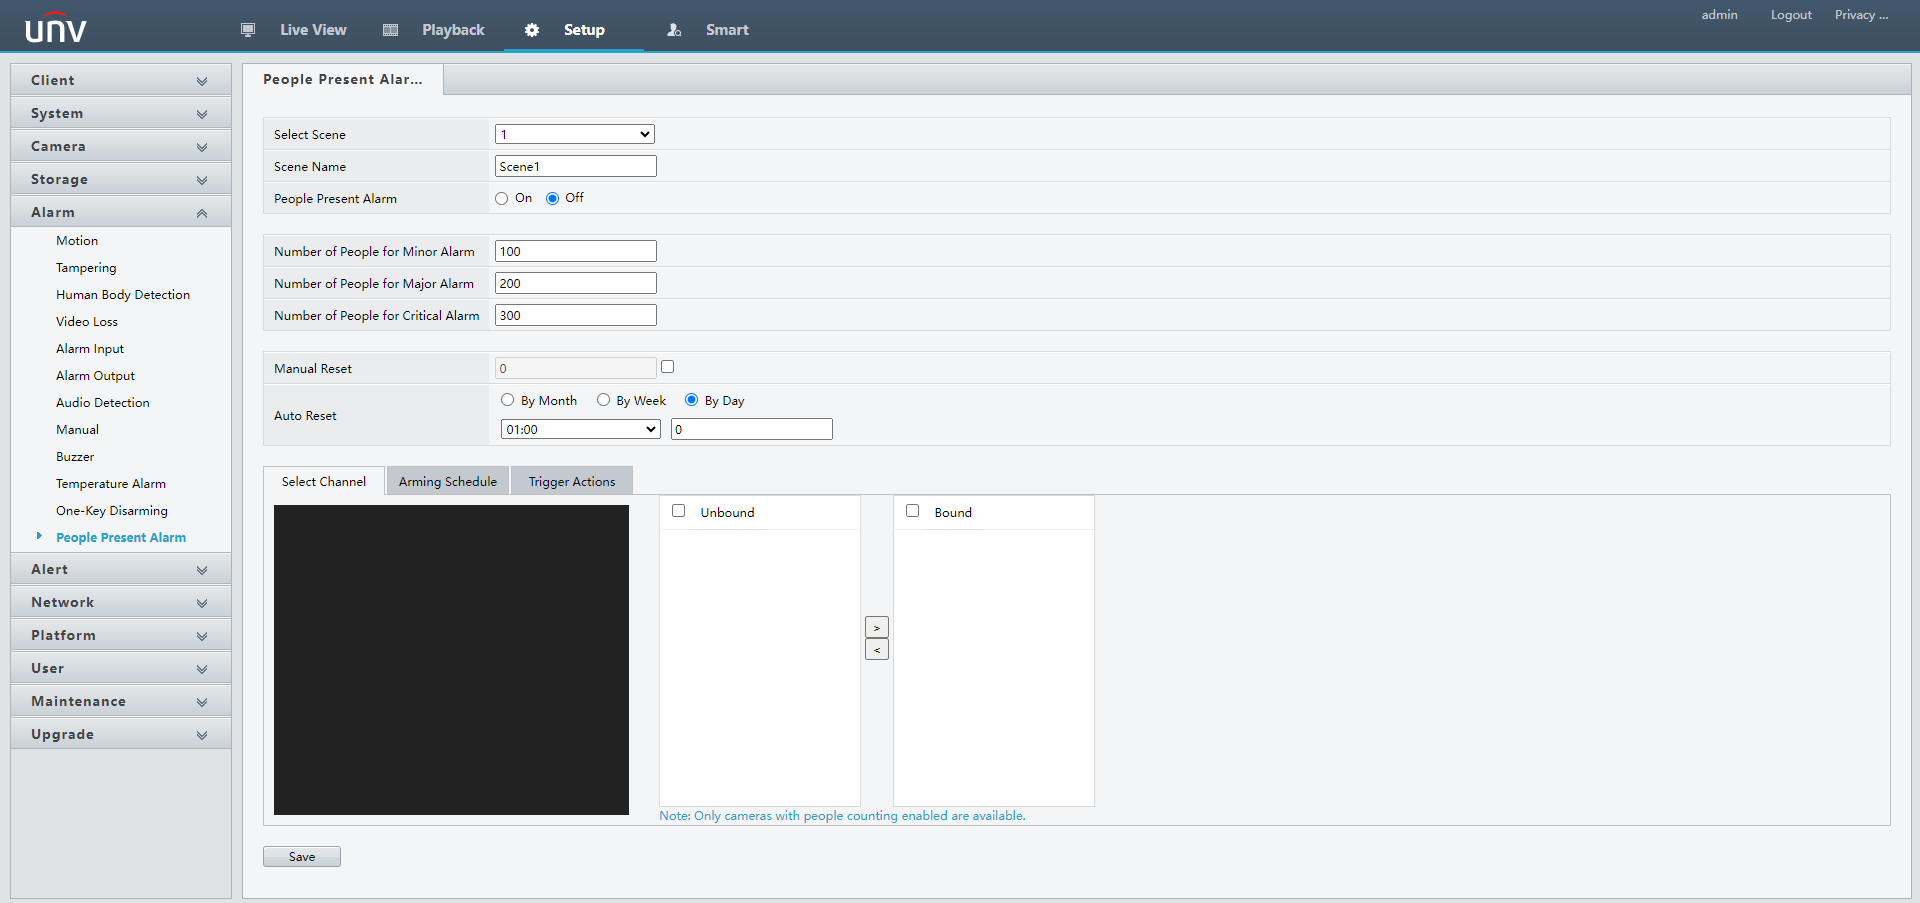 unv
Live View
Playback
Setup
Smart
admin
Logout
Privacy ...
Client
System
Camera
Storage
Alarm
Motion
Tampering
Human Body Detection
Video Loss
Alarm Input
Alarm Output
Audio Detection
Manual
Buzzer
Temperature Alarm
One-Key Disarming
People Present Alarm
Alert
Network
Platform
User
Maintenance
Upgrade
People Present Alar...
Select Scene 1
Scene Name Scene1
People Present Alarm On Off
Number of People for Minor Alarm 100
Number of People for Major Alarm 200
Number of People for Critical Alarm 300
Manual Reset 0
Auto Reset
By Month By Week By Day
01:00 0
Select Channel Arming Schedule Trigger Actions
Unbound
Bound
>
<
Note: Only cameras with people counting enabled are available.
Save